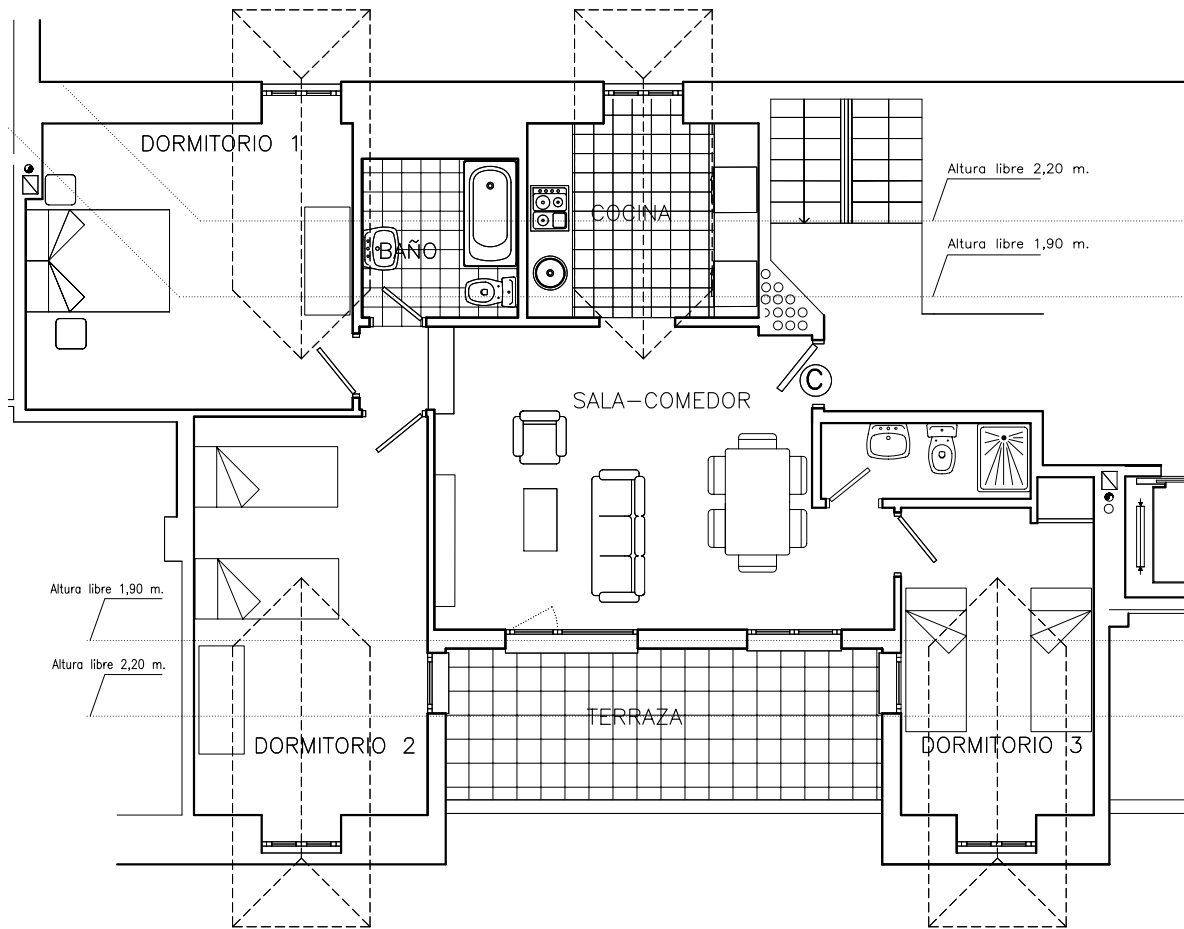 DORMITORIO 1
Altura libre 2,20 m.
COCINA
BAÑO
Altura libre 1,90 m.
C
SALA-COMEDOR
Altura libre 1,90 m.
Altura libre 2,20 m.
TERRAZA
DORMITORIO 2
DORMITORIO 3